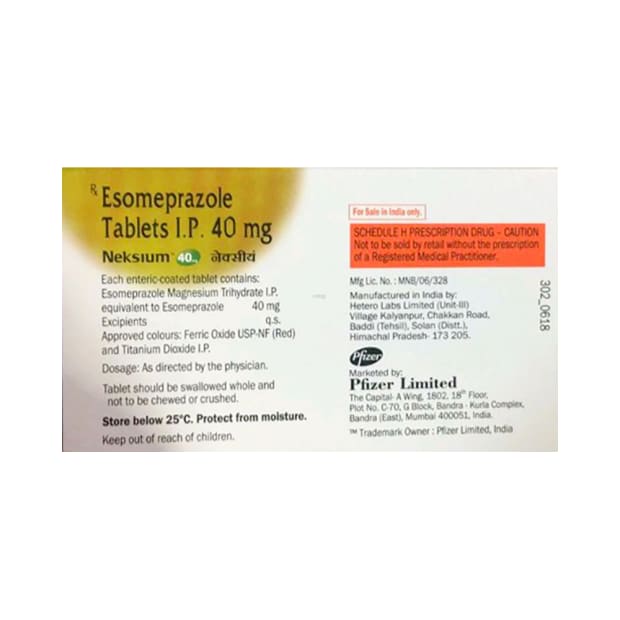 Rx Esomeprazole
Tablets I.P. 40 mg
Neksium™ 40 नेक्सीयं
Each enteric-coated tablet contains:
Esomeprazole Magnesium Trihydrate I.P.
equivalent to Esomeprazole 40 mg
Excipients q.s.
Approved colours: Ferric Oxide USP-NF (Red)
and Titanium Dioxide I.P.
Dosage: As directed by the physician.
Tablet should be swallowed whole and
not to be chewed or crushed.
Store below 25°C. Protect from moisture.
Keep out of reach of children.
For Sale in India only.
SCHEDULE H PRESCRIPTION DRUG - CAUTION
Not to be sold by retail without the prescription
of a Registered Medical Practitioner.
Mfg Lic. No. : MNB/06/328
Manufactured in India by:
Hetero Labs Limited (Unit-III)
Village Kalyanpur, Chakkan Road,
Baddi (Tehsil), Solan (Distt.),
Himachal Pradesh- 173 205.
Pfizer
Marketed by:
Pfizer Limited
The Capital- A Wing, 1802, 18th Floor,
Plot No. C-70, G Block, Bandra - Kurla Complex,
Bandra (East), Mumbai 400051, India.
™ Trademark Owner : Pfizer Limited, India
302_0618